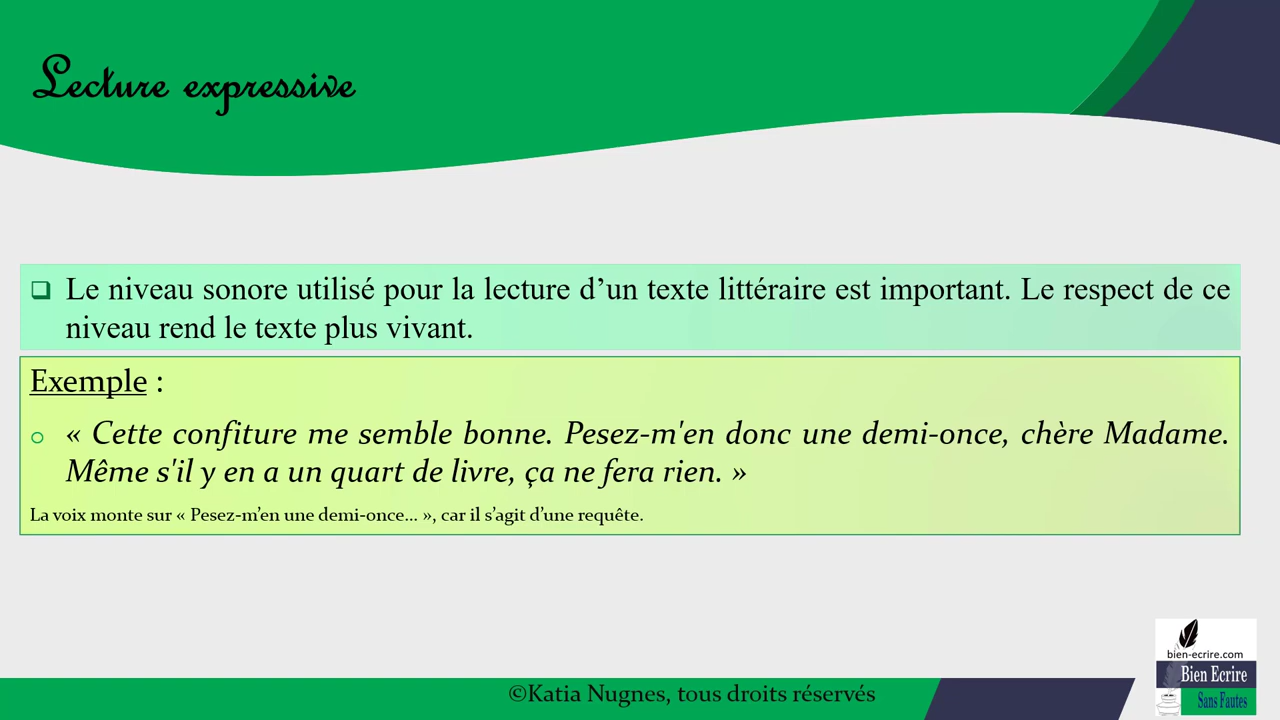 Lecture expressive
Le niveau sonore utilisé pour la lecture d’un texte littéraire est important. Le respect de ce
niveau rend le texte plus vivant.
Exemple :
« Cette confiture me semble bonne. Pesez-m'en donc une demi-once, chère Madame.
Même s'il y en a un quart de livre, ça ne fera rien. »
La voix monte sur « Pesez-m’en une demi-once… », car il s’agit d’une requête.
bien-ecrire.com
Bien Ecrire
Sans Fautes
©Katia Nugnes, tous droits réservés